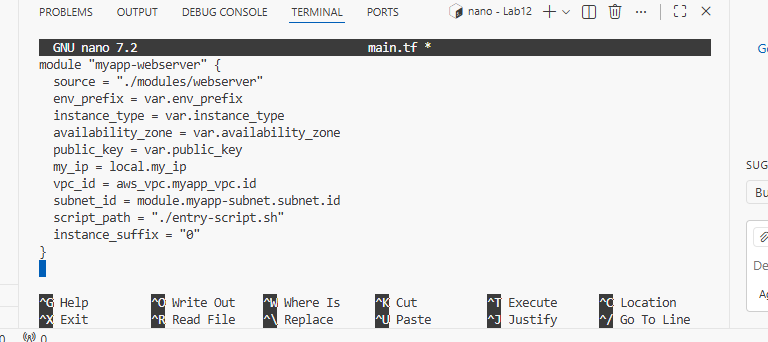 PROBLEMS OUTPUT DEBUG CONSOLE TERMINAL PORTS nano - Lab12
GNU nano 7.2 main.tf *
module "myapp-webserver" {
source = "./modules/webserver"
env_prefix = var.env_prefix
instance_type = var.instance_type
availability_zone = var.availability_zone
public_key = var.public_key
my_ip = local.my_ip
vpc_id = aws_vpc.myapp_vpc.id
subnet_id = module.myapp-subnet.subnet.id
script_path = "./entry-script.sh"
instance_suffix = "0"
}
^G Help ^O Write Out ^W Where Is ^K Cut ^T Execute ^C Location
^X Exit ^R Read File ^\ Replace ^U Paste ^J Justify ^/ Go To Line
0 0